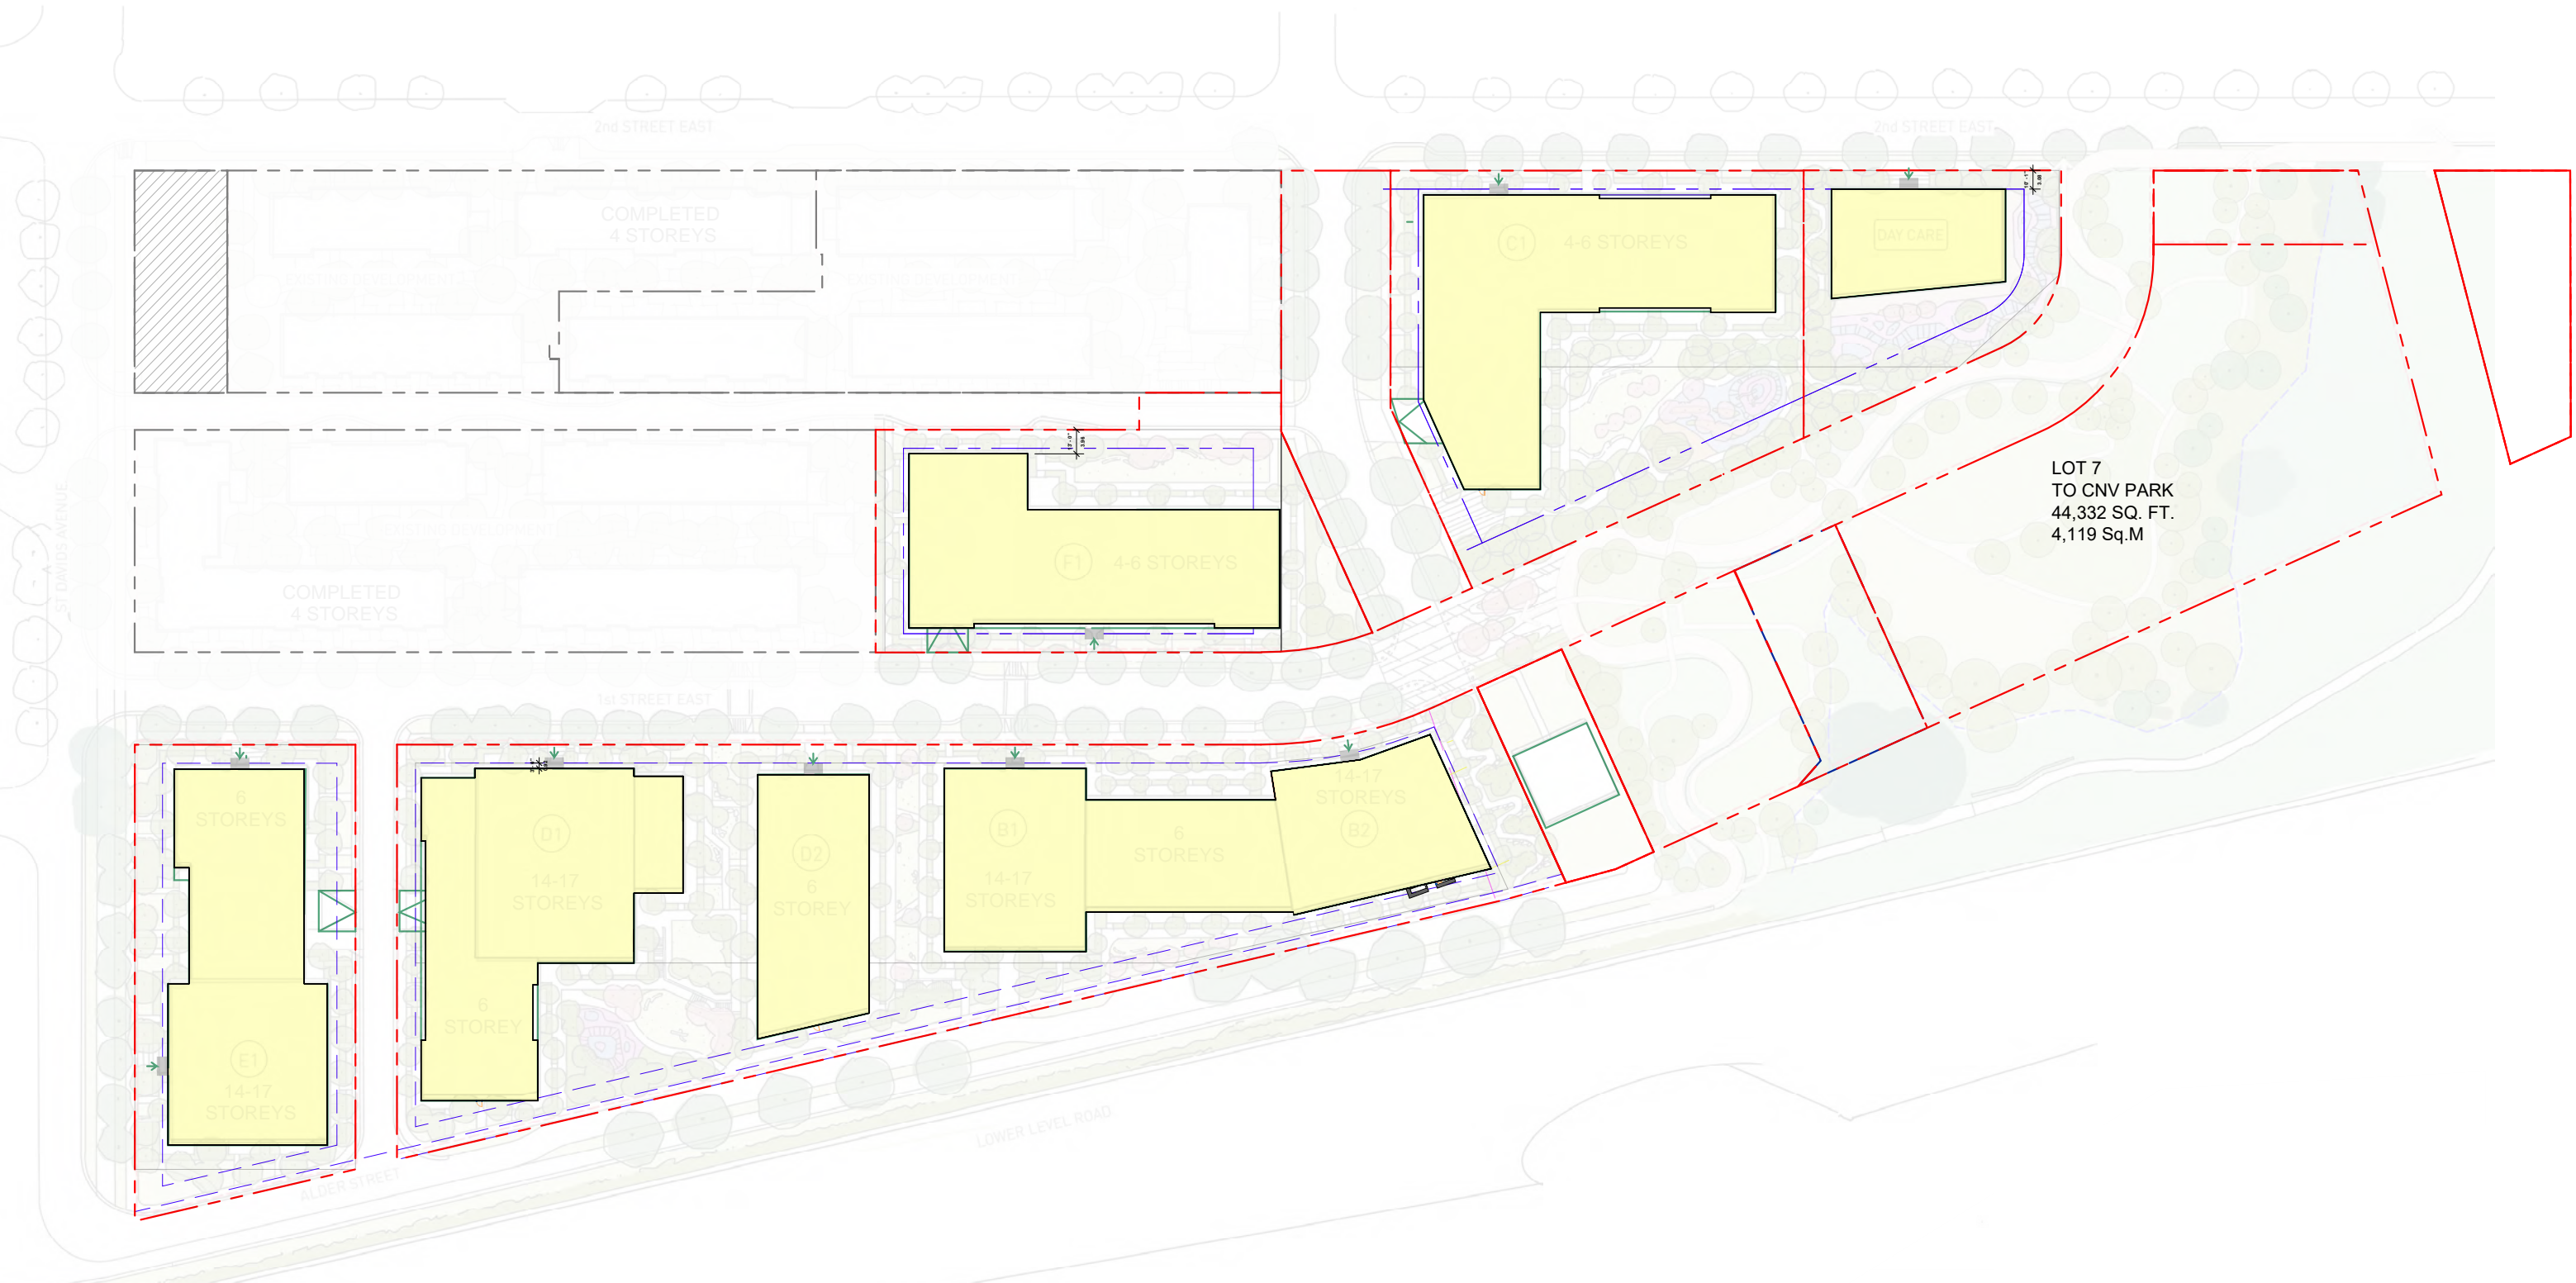 2nd STREET EAST
2nd STREET EAST
COMPLETED
4 STOREYS
C1
4-6 STOREYS
DAY CARE
LOT 7
TO CNV PARK
44,332 SQ. FT.
4,119 Sq.M
ST DAVIDS AVENUE
COMPLETED
4 STOREYS
F1
4-6 STOREYS
1st STREET EAST
6
STOREYS
D1
14-17
STOREYS
6
STOREY
D2
6
STOREY
B1
14-17
STOREYS
6
STOREYS
14-17
STOREYS
B2
E1
14-17
STOREYS
ALDER STREET
LOWER LEVEL ROAD